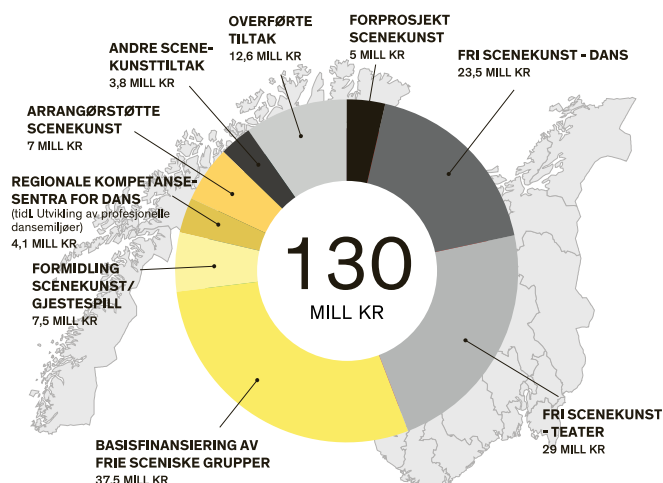 OVERFØRTE
TILTAK
12,6 MILL KR
FORPROSJEKT
SCENEKUNST
5 MILL KR
FRI SCENEKUNST - DANS
23,5 MILL KR
ANDRE SCENE-
KUNSTTILTAK
3,8 MILL KR
ARRANGØRSTØTTE
SCENEKUNST
7 MILL KR
REGIONALE KOMPETANSE-
SENTRA FOR DANS
(tidl. Utvikling av profesjonelle
dansemiljøer)
4,1 MILL KR
FORMIDLING
SCENEKUNST/
GJESTESPILL
7,5 MILL KR
130
MILL KR
FRI SCENEKUNST
- TEATER
29 MILL KR
BASISFINANSIERING AV
FRIE SCENISKE GRUPPER
37,5 MILL KR